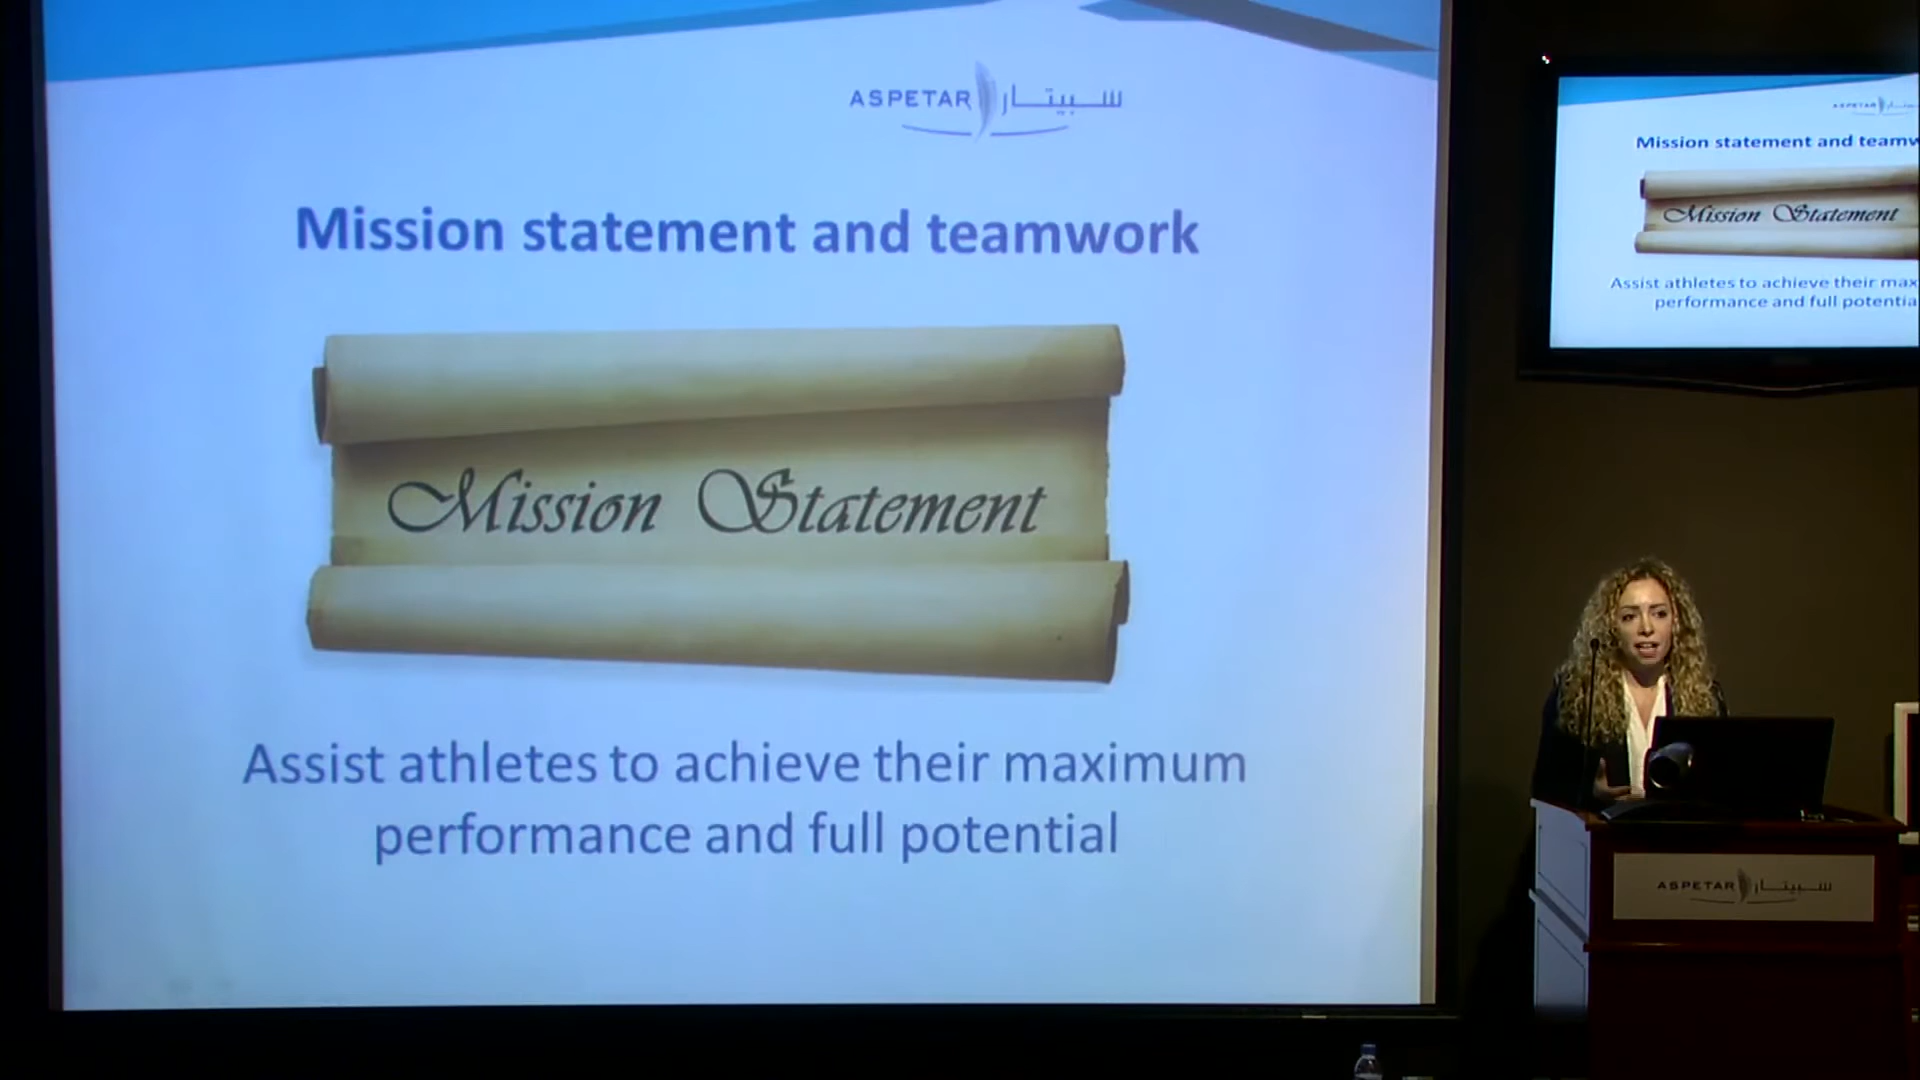 ASPETAR سبيتار
Mission statement and teamwork
Mission Statement
Assist athletes to achieve their maximum
performance and full potential
ASPETAR
Mission statement and teamw
Mission Statement
Assist athletes to achieve their max
performance and full potentia
ASPETAR سبيتار